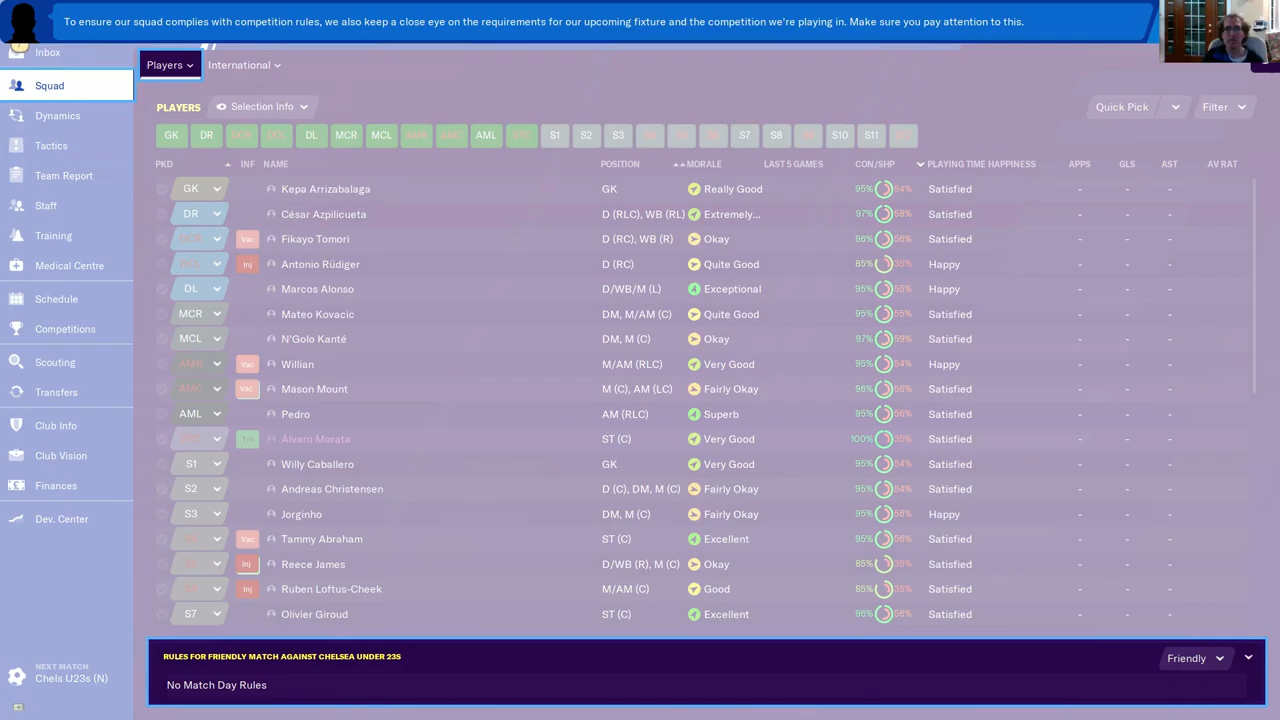 To ensure our squad complies with competition rules, we also keep a close eye on the requirements for our upcoming fixture and the competition we're playing in. Make sure you pay attention to this.
Inbox
Squad
Dynamics
Tactics
Team Report
Staff
Training
Medical Centre
Schedule
Competitions
Scouting
Transfers
Club Info
Club Vision
Finances
Dev. Center
NEXT MATCH
Chels U23s (N)
Players International
PLAYERS Selection Info Quick Pick Filter
GK DR DCR DCL DL MCR MCL AMR AMC AML STC S1 S2 S3 S7 S8 S10 S11
PKD INF NAME POSITION MORALE LAST 5 GAMES CON/SHP PLAYING TIME HAPPINESS APPS GLS AST AV RAT
GK Kepa Arrizabalaga GK Really Good 95% 54% Satisfied - - - -
DR César Azpilicueta D (RLC), WB (RL) Extremely... 97% 58% Satisfied - - - -
DCR Vac Fikayo Tomori D (RC), WB (R) Okay 96% 56% Satisfied - - - -
DCL Inj Antonio Rüdiger D (RC) Quite Good 85% 35% Happy - - - -
DL Marcos Alonso D/WB/M (L) Exceptional 95% 55% Happy - - - -
MCR Mateo Kovacic DM, M/AM (C) Quite Good 95% 55% Satisfied - - - -
MCL N'Golo Kanté DM, M (C) Okay 97% 59% Satisfied - - - -
AMR Vac Willian M/AM (RLC) Very Good 95% 54% Happy - - - -
AMC Vac Mason Mount M (C), AM (LC) Fairly Okay 96% 56% Satisfied - - - -
AML Pedro AM (RLC) Superb 95% 56% Satisfied - - - -
Álvaro Morata ST (C) Very Good 100% 35% Satisfied - - - -
S1 Willy Caballero GK Very Good 95% 54% Satisfied - - - -
S2 Andreas Christensen D (C), DM, M (C) Fairly Okay 95% 54% Satisfied - - - -
S3 Jorginho DM, M (C) Fairly Okay 95% 56% Happy - - - -
Vac Tammy Abraham ST (C) Excellent 95% 56% Satisfied - - - -
Inj Reece James D/WB (R), M (C) Okay 85% 35% Satisfied - - - -
Inj Ruben Loftus-Cheek M/AM (C) Good 85% 35% Satisfied - - - -
S7 Olivier Giroud ST (C) Excellent 96% 56% Satisfied - - - -
RULES FOR FRIENDLY MATCH AGAINST CHELSEA UNDER 23S Friendly
No Match Day Rules